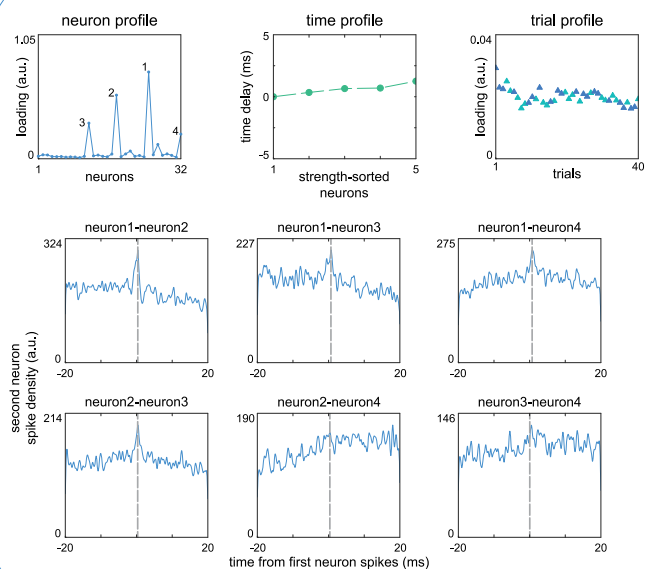 neuron profile
time profile
trial profile
1.05
5
0.04
loading (a.u.)
time delay (ms)
loading (a.u.)
1
2
3
4
0
0
−5
0
1
32
1
5
1
40
neurons
strength-sorted
neurons
trials
neuron1-neuron2
neuron1-neuron3
neuron1-neuron4
324
227
275
0
0
0
−20
20
−20
20
−20
20
second neuron
spike density (a.u.)
neuron2-neuron3
neuron2-neuron4
neuron3-neuron4
214
190
146
0
0
0
−20
20
−20
20
−20
20
time from first neuron spikes (ms)